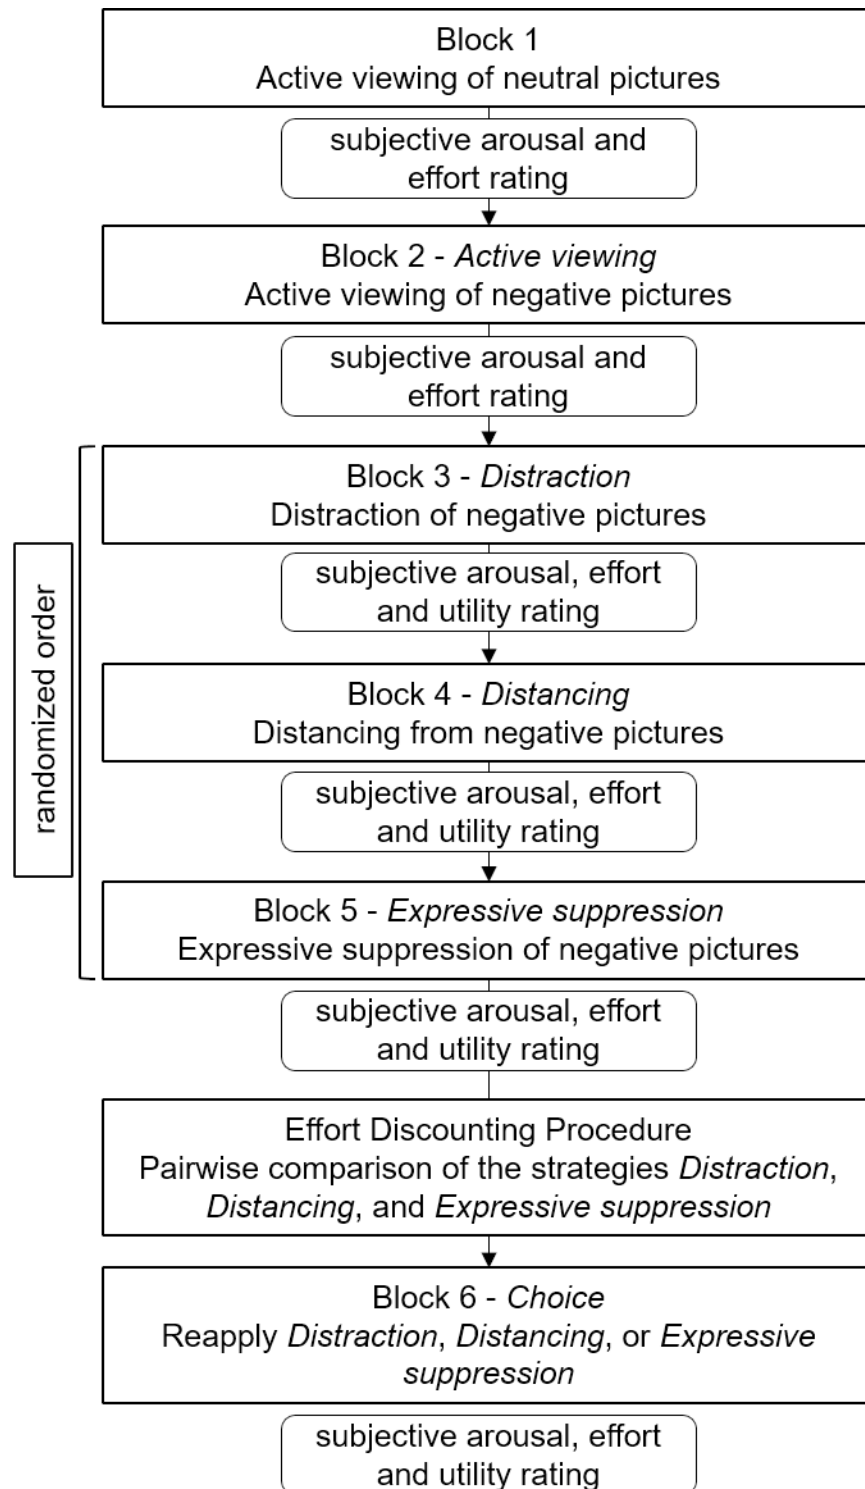 Block 1
Active viewing of neutral pictures
subjective arousal and
effort rating
Block 2 - Active viewing
Active viewing of negative pictures
subjective arousal and
effort rating
randomized order
Block 3 - Distraction
Distraction of negative pictures
subjective arousal, effort
and utility rating
Block 4 - Distancing
Distancing from negative pictures
subjective arousal, effort
and utility rating
Block 5 - Expressive suppression
Expressive suppression of negative pictures
subjective arousal, effort
and utility rating
Effort Discounting Procedure
Pairwise comparison of the strategies Distraction,
Distancing, and Expressive suppression
Block 6 - Choice
Reapply Distraction, Distancing, or Expressive
suppression
subjective arousal, effort
and utility rating